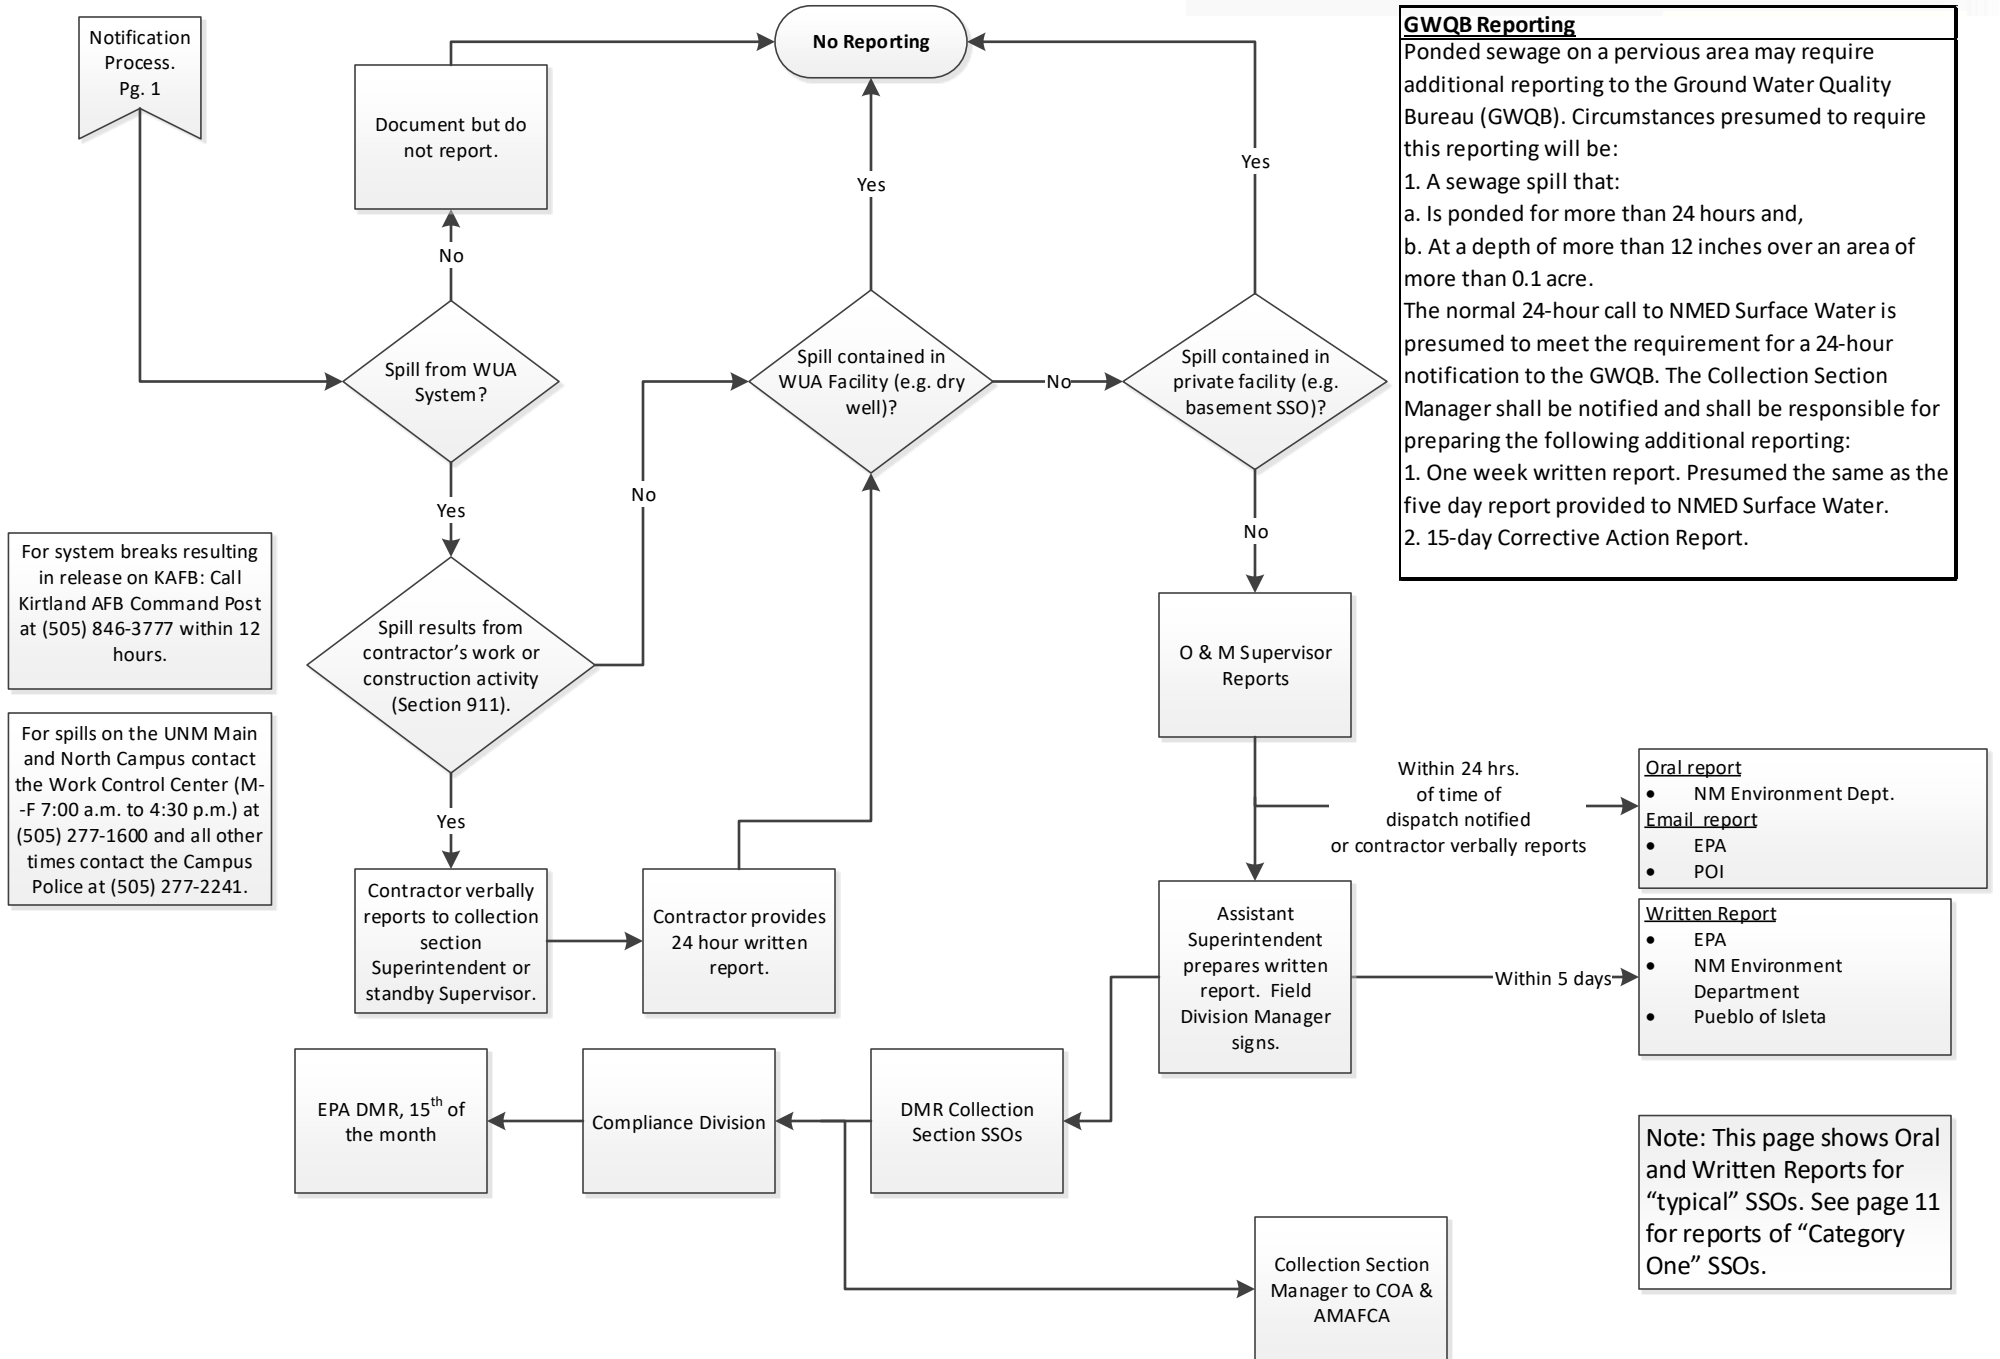 Notification
Process.
Pg. 1
No Reporting
Document but do
not report.
Yes
Yes
No
Spill from WUA
System?
Spill contained in
WUA Facility (e.g. dry
well)?
No
Spill contained in
private facility (e.g.
basement SSO)?
GWQB Reporting
Ponded sewage on a pervious area may require
additional reporting to the Ground Water Quality
Bureau (GWQB). Circumstances presumed to require
this reporting will be:
1. A sewage spill that:
a. Is ponded for more than 24 hours and,
b. At a depth of more than 12 inches over an area of
more than 0.1 acre.
The normal 24-hour call to NMED Surface Water is
presumed to meet the requirement for a 24-hour
notification to the GWQB. The Collection Section
Manager shall be notified and shall be responsible for
preparing the following additional reporting:
1. One week written report. Presumed the same as the
five day report provided to NMED Surface Water.
2. 15-day Corrective Action Report.
Yes
No
No
For system breaks resulting
in release on KAFB: Call
Kirtland AFB Command Post
at (505) 846-3777 within 12
hours.
Spill results from
contractor's work or
construction activity
(Section 911).
O & M Supervisor
Reports
For spills on the UNM Main
and North Campus contact
the Work Control Center (M-
-F 7:00 a.m. to 4:30 p.m.) at
(505) 277-1600 and all other
times contact the Campus
Police at (505) 277-2241.
Yes
Within 24 hrs.
of time of
dispatch notified
or contractor verbally reports
Oral report
• NM Environment Dept.
Email report
• EPA
• POI
Contractor verbally
reports to collection
section
Superintendent or
standby Supervisor.
Contractor provides
24 hour written
report.
Assistant
Superintendent
prepares written
report. Field
Division Manager
signs.
Within 5 days
Written Report
• EPA
• NM Environment
Department
• Pueblo of Isleta
EPA DMR, 15th of
the month
Compliance Division
DMR Collection
Section SSOs
Note: This page shows Oral
and Written Reports for
“typical” SSOs. See page 11
for reports of “Category
One” SSOs.
Collection Section
Manager to COA &
AMAFCA